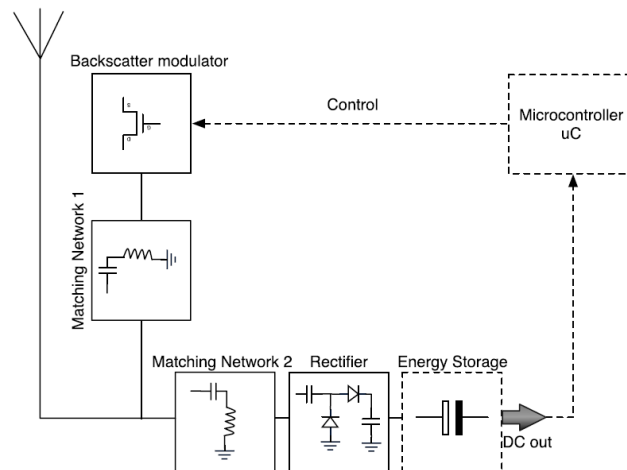 Backscatter modulator
Control
Microcontroller
uC
S
G
D
Matching Network 1
Matching Network 2
Rectifier
Energy Storage
DC out